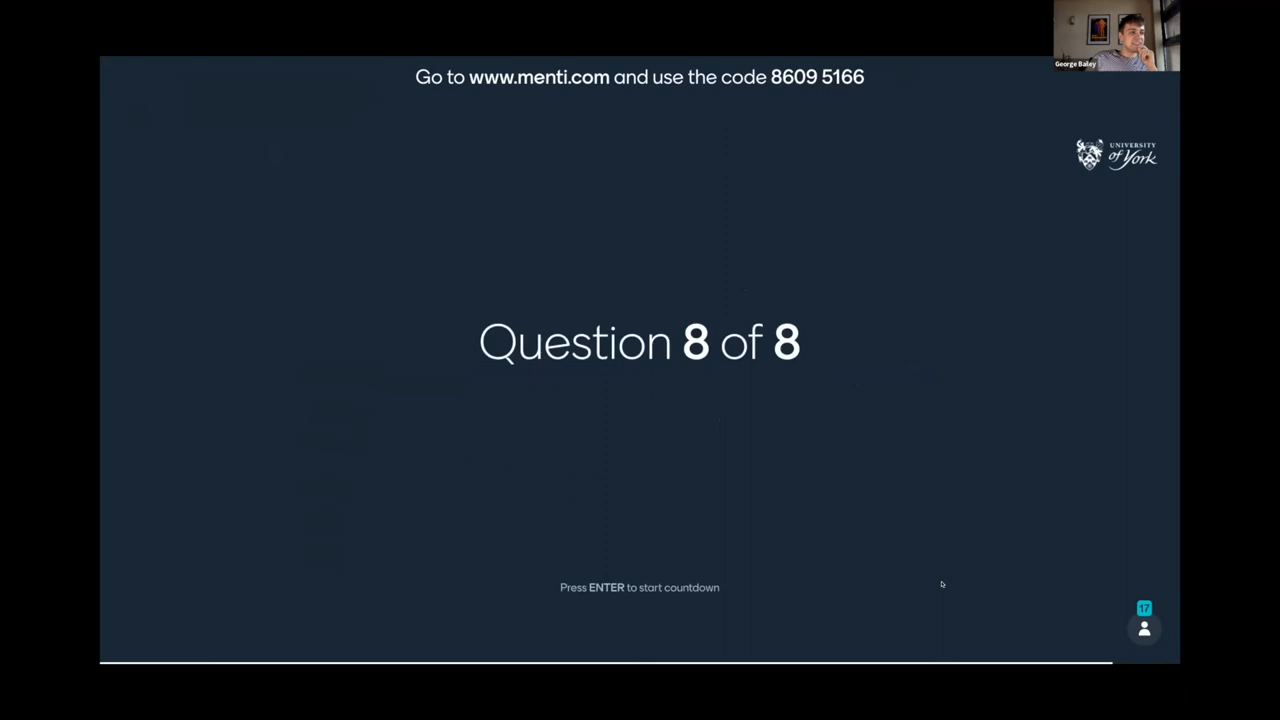 George Bailey
Go to www.menti.com and use the code 8609 5166
UNIVERSITY
of York
Question 8 of 8
Press ENTER to start countdown
17